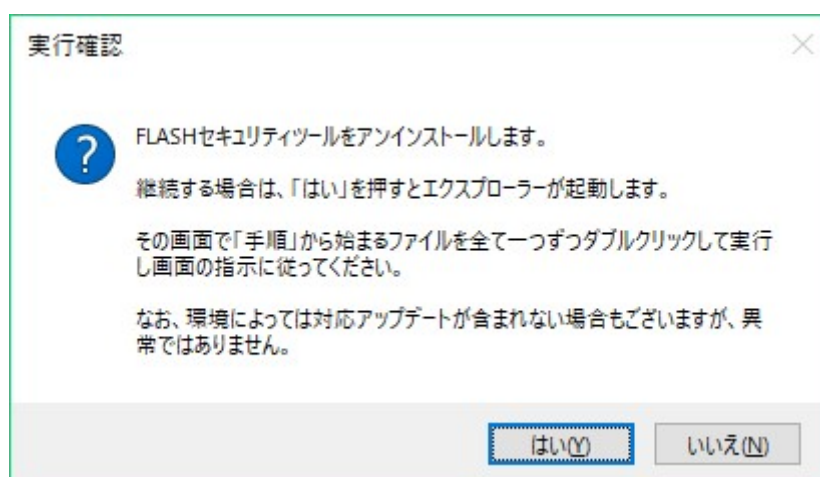 実行確認
FLASHセキュリティツールをアンインストールします。
継続する場合は、「はい」を押すとエクスプローラーが起動します。
その画面で「手順」から始まるファイルを全て一つずつダブルクリックして実行
し画面の指示に従ってください。
なお、環境によっては対応アップデートが含まれない場合もございますが、異
常ではありません。
はい(Y)
いいえ(N)